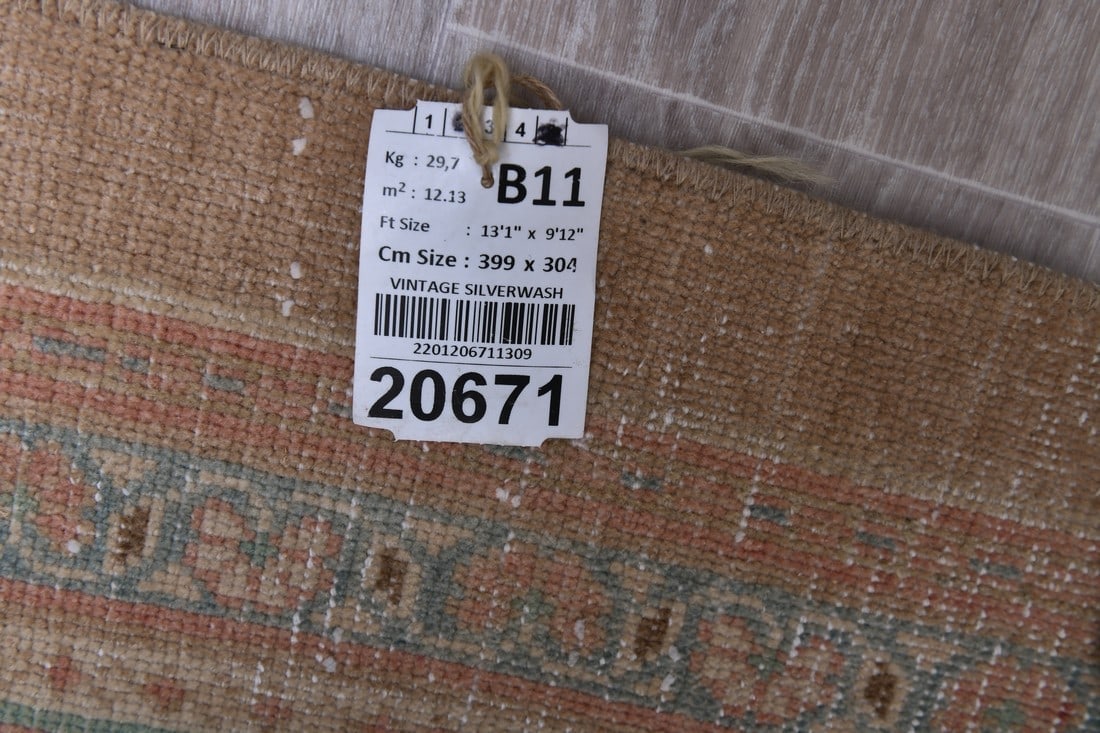 1 3 4
Kg : 29,7
B11
m² : 12.13
Ft Size : 13'1" x 9'12"
Cm Size : 399 x 304
VINTAGE SILVERWASH
2201206711309
20671